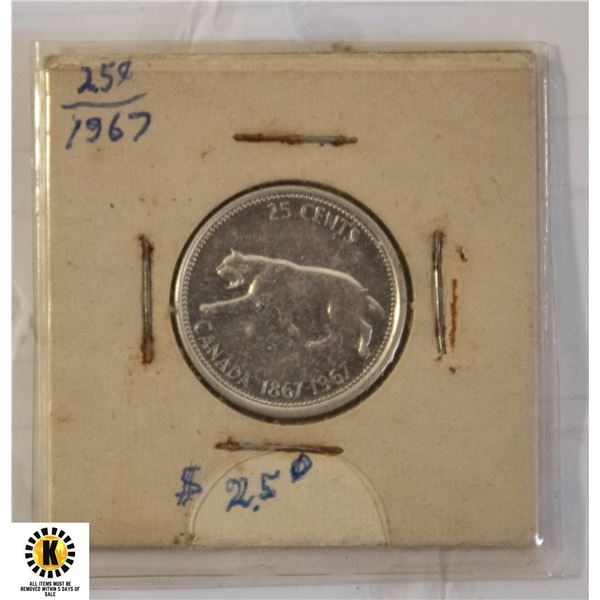 25¢
1967
25 CENTS
CANADA 1867-1967
$ 2.50
K
ALL ITEMS MUST BE
REMOVED WITHIN 5 DAYS OF
SALE